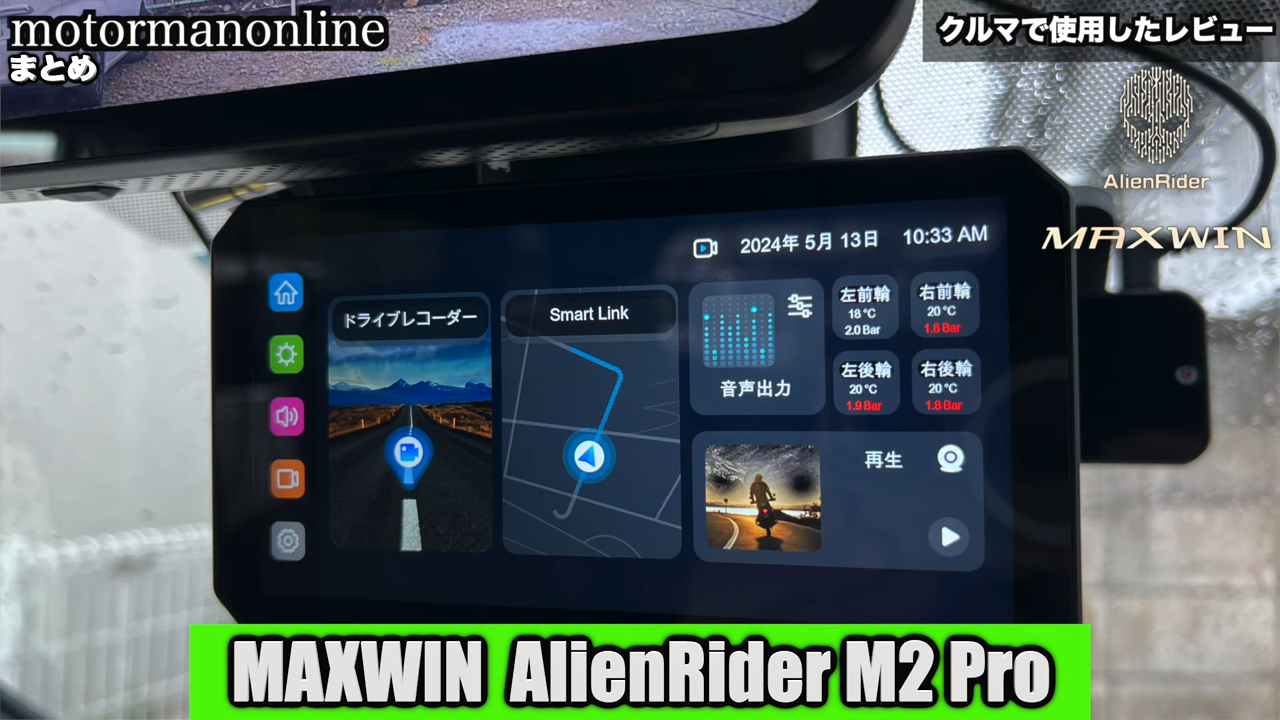 motormanonline
まとめ
クルマで使用したレビュー
AlienRider
MAXWIN
2024年 5月 13日 10:33 AM
ドライブレコーダー
Smart Link
音声出力
左前輪
18 °C
2.0 Bar
右前輪
20 °C
1.8 Bar
左後輪
20 °C
1.9 Bar
右後輪
20 °C
1.8 Bar
再生
MAXWIN AlienRider M2 Pro